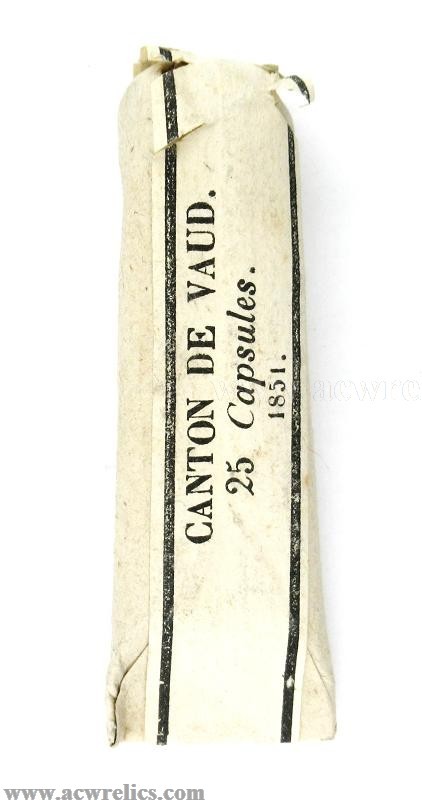 CANTON DE VAUD.
25 Capsules.
1851.
www.acwrelics.com